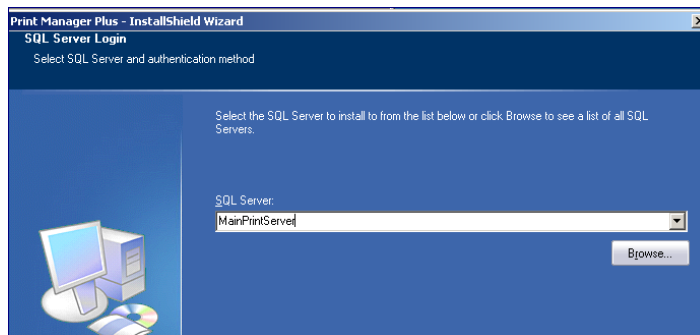 Print Manager Plus - InstallShield Wizard
SQL Server Login
Select SQL Server and authentication method
Select the SQL Server to install to from the list below or click Browse to see a list of all SQL
Servers.
SQL Server:
MainPrintServer
Browse...